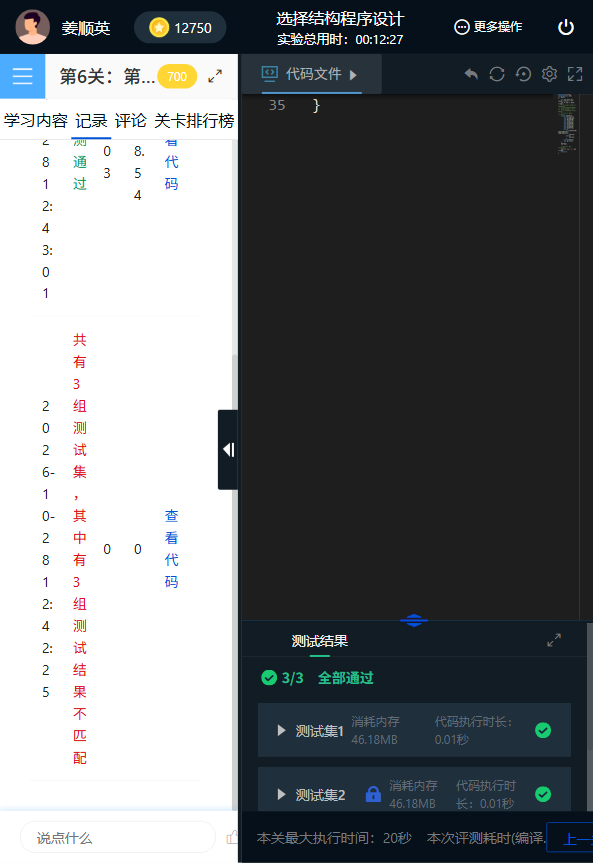 姜顺英
12750
选择结构程序设计
实验总用时：00:12:27
更多操作
第6关：第...
700
代码文件
学习内容 记录 评论 关卡排行榜
2
8
1
2:
4
3:
0
1
测
通
过
0
3
8.
5
4
看
代
码
2
0
2
6-
1
0-
2
8
1
2:
4
2:
2
5
共
有
3
组
测
试
集
，
其
中
有
3
组
测
试
结
果
不
匹
配
0
0
查
看
代
码
说点什么
35 }
测试结果
3/3 全部通过
测试集1
消耗内存
46.18MB
代码执行时长：
0.01秒
测试集2
消耗内存
46.18MB
代码执行时
长：0.01秒
本关最大执行时间：20秒 本次评测耗时(编译.
上一